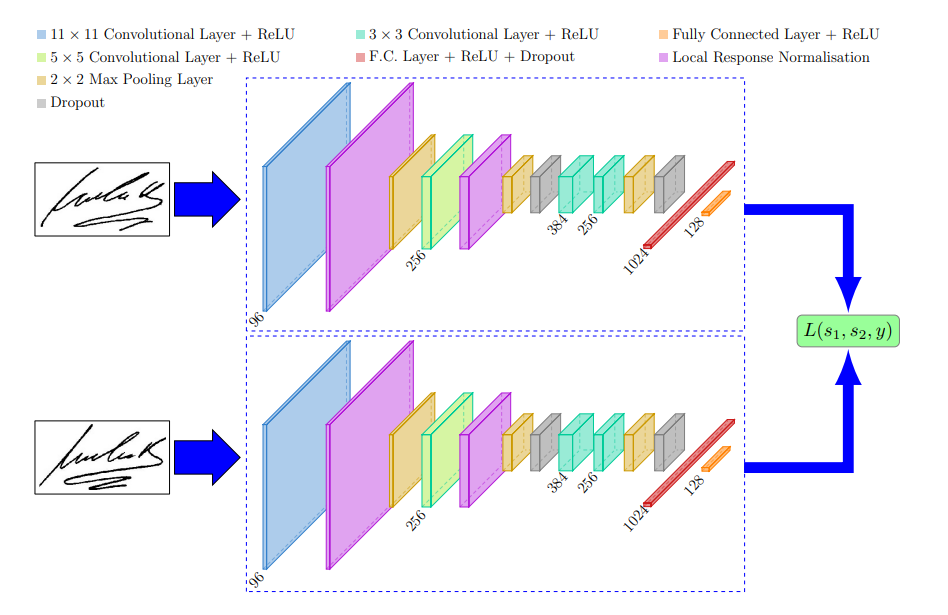 11 × 11 Convolutional Layer + ReLU
3 × 3 Convolutional Layer + ReLU
Fully Connected Layer + ReLU
5 × 5 Convolutional Layer + ReLU
F.C. Layer + ReLU + Dropout
Local Response Normalisation
2 × 2 Max Pooling Layer
Dropout
96
256
384
256
1024
128
L(s₁, s₂, y)
96
256
384
256
1024
128